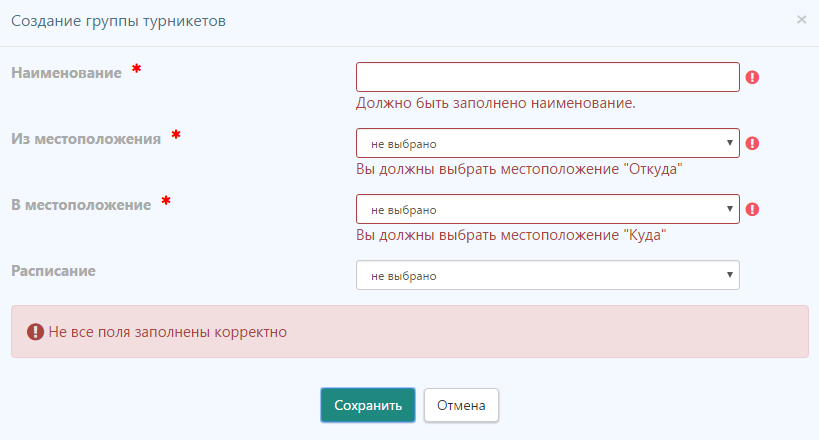 Создание группы турникетов ×
Наименование *
Должно быть заполнено наименование.
Из местоположения * не выбрано
Вы должны выбрать местоположение "Откуда"
В местоположение * не выбрано
Вы должны выбрать местоположение "Куда"
Расписание не выбрано
Не все поля заполнены корректно
Сохранить Отмена